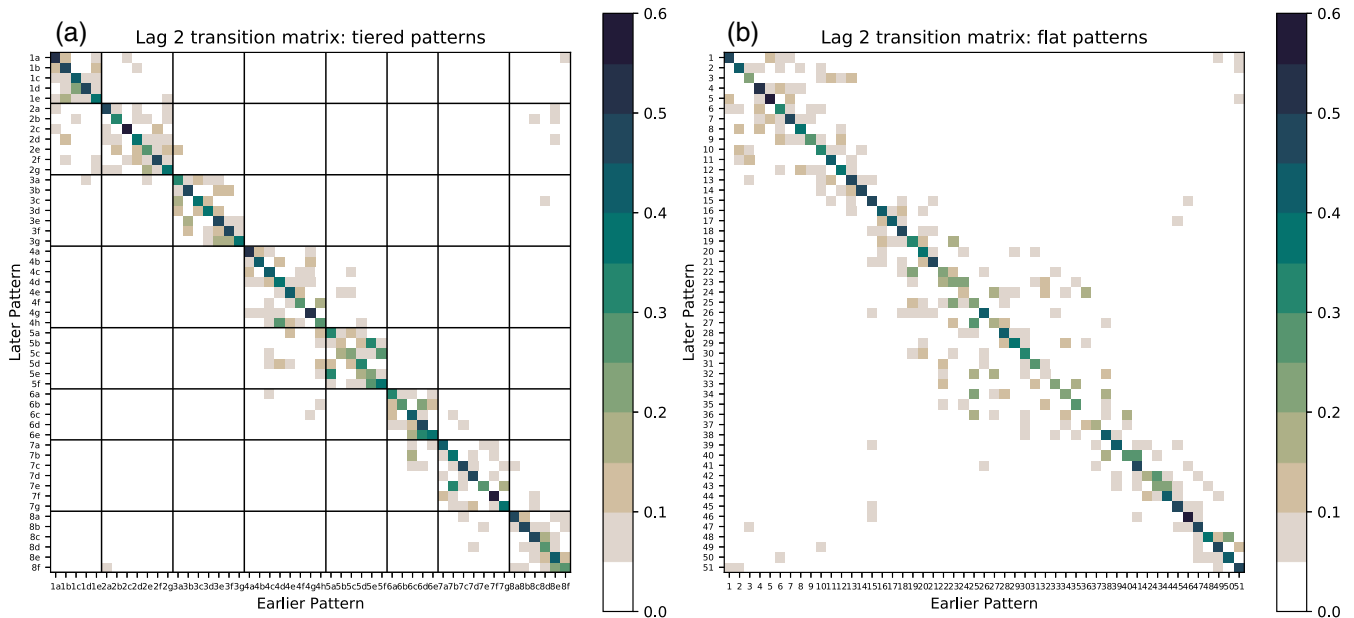 (a)
Lag 2 transition matrix: tiered patterns
Later Pattern
1a
1b
1c
1d
1e
2a
2b
2c
2d
2e
2f
2g
3a
3b
3c
3d
3e
3f
3g
4a
4b
4c
4d
4e
4f
4g
4h
5a
5b
5c
5d
5e
5f
6a
6b
6c
6d
6e
7a
7b
7c
7d
7e
7f
7g
8a
8b
8c
8d
8e
8f
1a1b1c1d1e2a2b2c2d2e2f2g3a3b3c3d3e3f3g4a4b4c4d4e4f4g4h5a5b5c5d5e5f6a6b6c6d6e7a7b7c7d7e7f7g8a8b8c8d8e8f
Earlier Pattern
0.6
0.5
0.4
0.3
0.2
0.1
0.0
(b)
Lag 2 transition matrix: flat patterns
Later Pattern
1
2
3
4
5
6
7
8
9
10
11
12
13
14
15
16
17
18
19
20
21
22
23
24
25
26
27
28
29
30
31
32
33
34
35
36
37
38
39
40
41
42
43
44
45
46
47
48
49
50
51
1 2 3 4 5 6 7 8 9 101112131415161718192021222324252627282930313233343536373839404142434445464748495051
Earlier Pattern
0.6
0.5
0.4
0.3
0.2
0.1
0.0